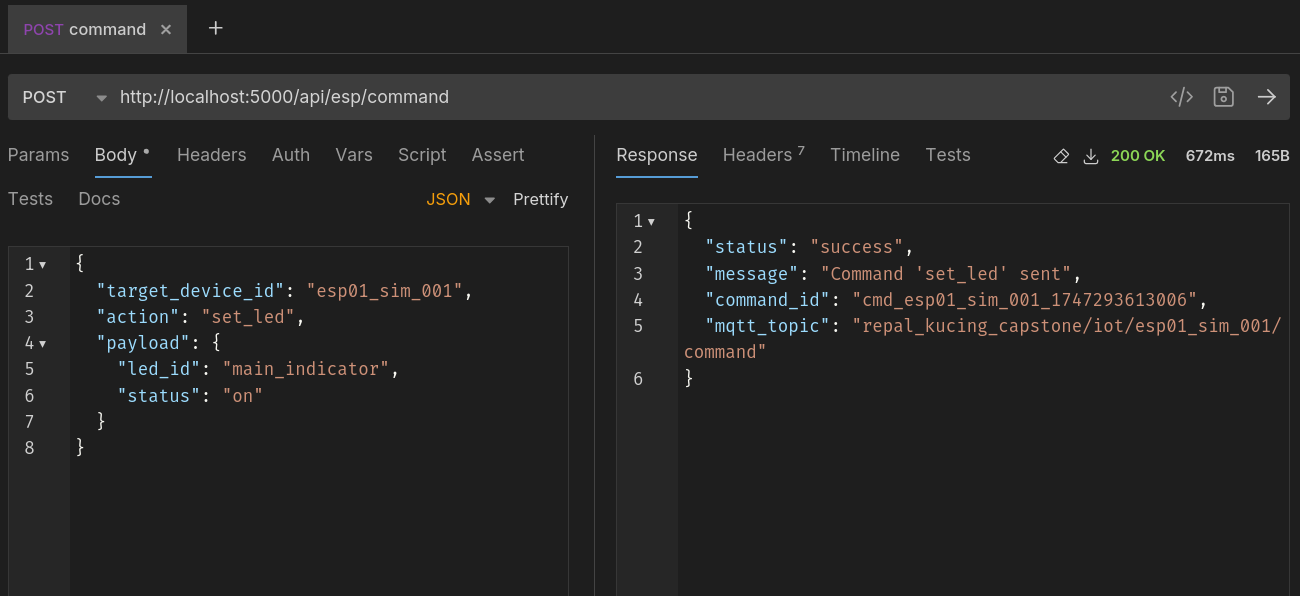 POST command ×
+
POST http://localhost:5000/api/esp/command
Params Body Headers Auth Vars Script Assert
Tests Docs JSON Prettify
1 {
2 "target_device_id": "esp01_sim_001",
3 "action": "set_led",
4 "payload": {
5 "led_id": "main_indicator",
6 "status": "on"
7 }
8 }
Response Headers 7 Timeline Tests 200 OK 672ms 165B
1 {
2 "status": "success",
3 "message": "Command 'set_led' sent",
4 "command_id": "cmd_esp01_sim_001_1747293613006",
5 "mqtt_topic": "repal_kucing_capstone/iot/esp01_sim_001/
command"
6 }